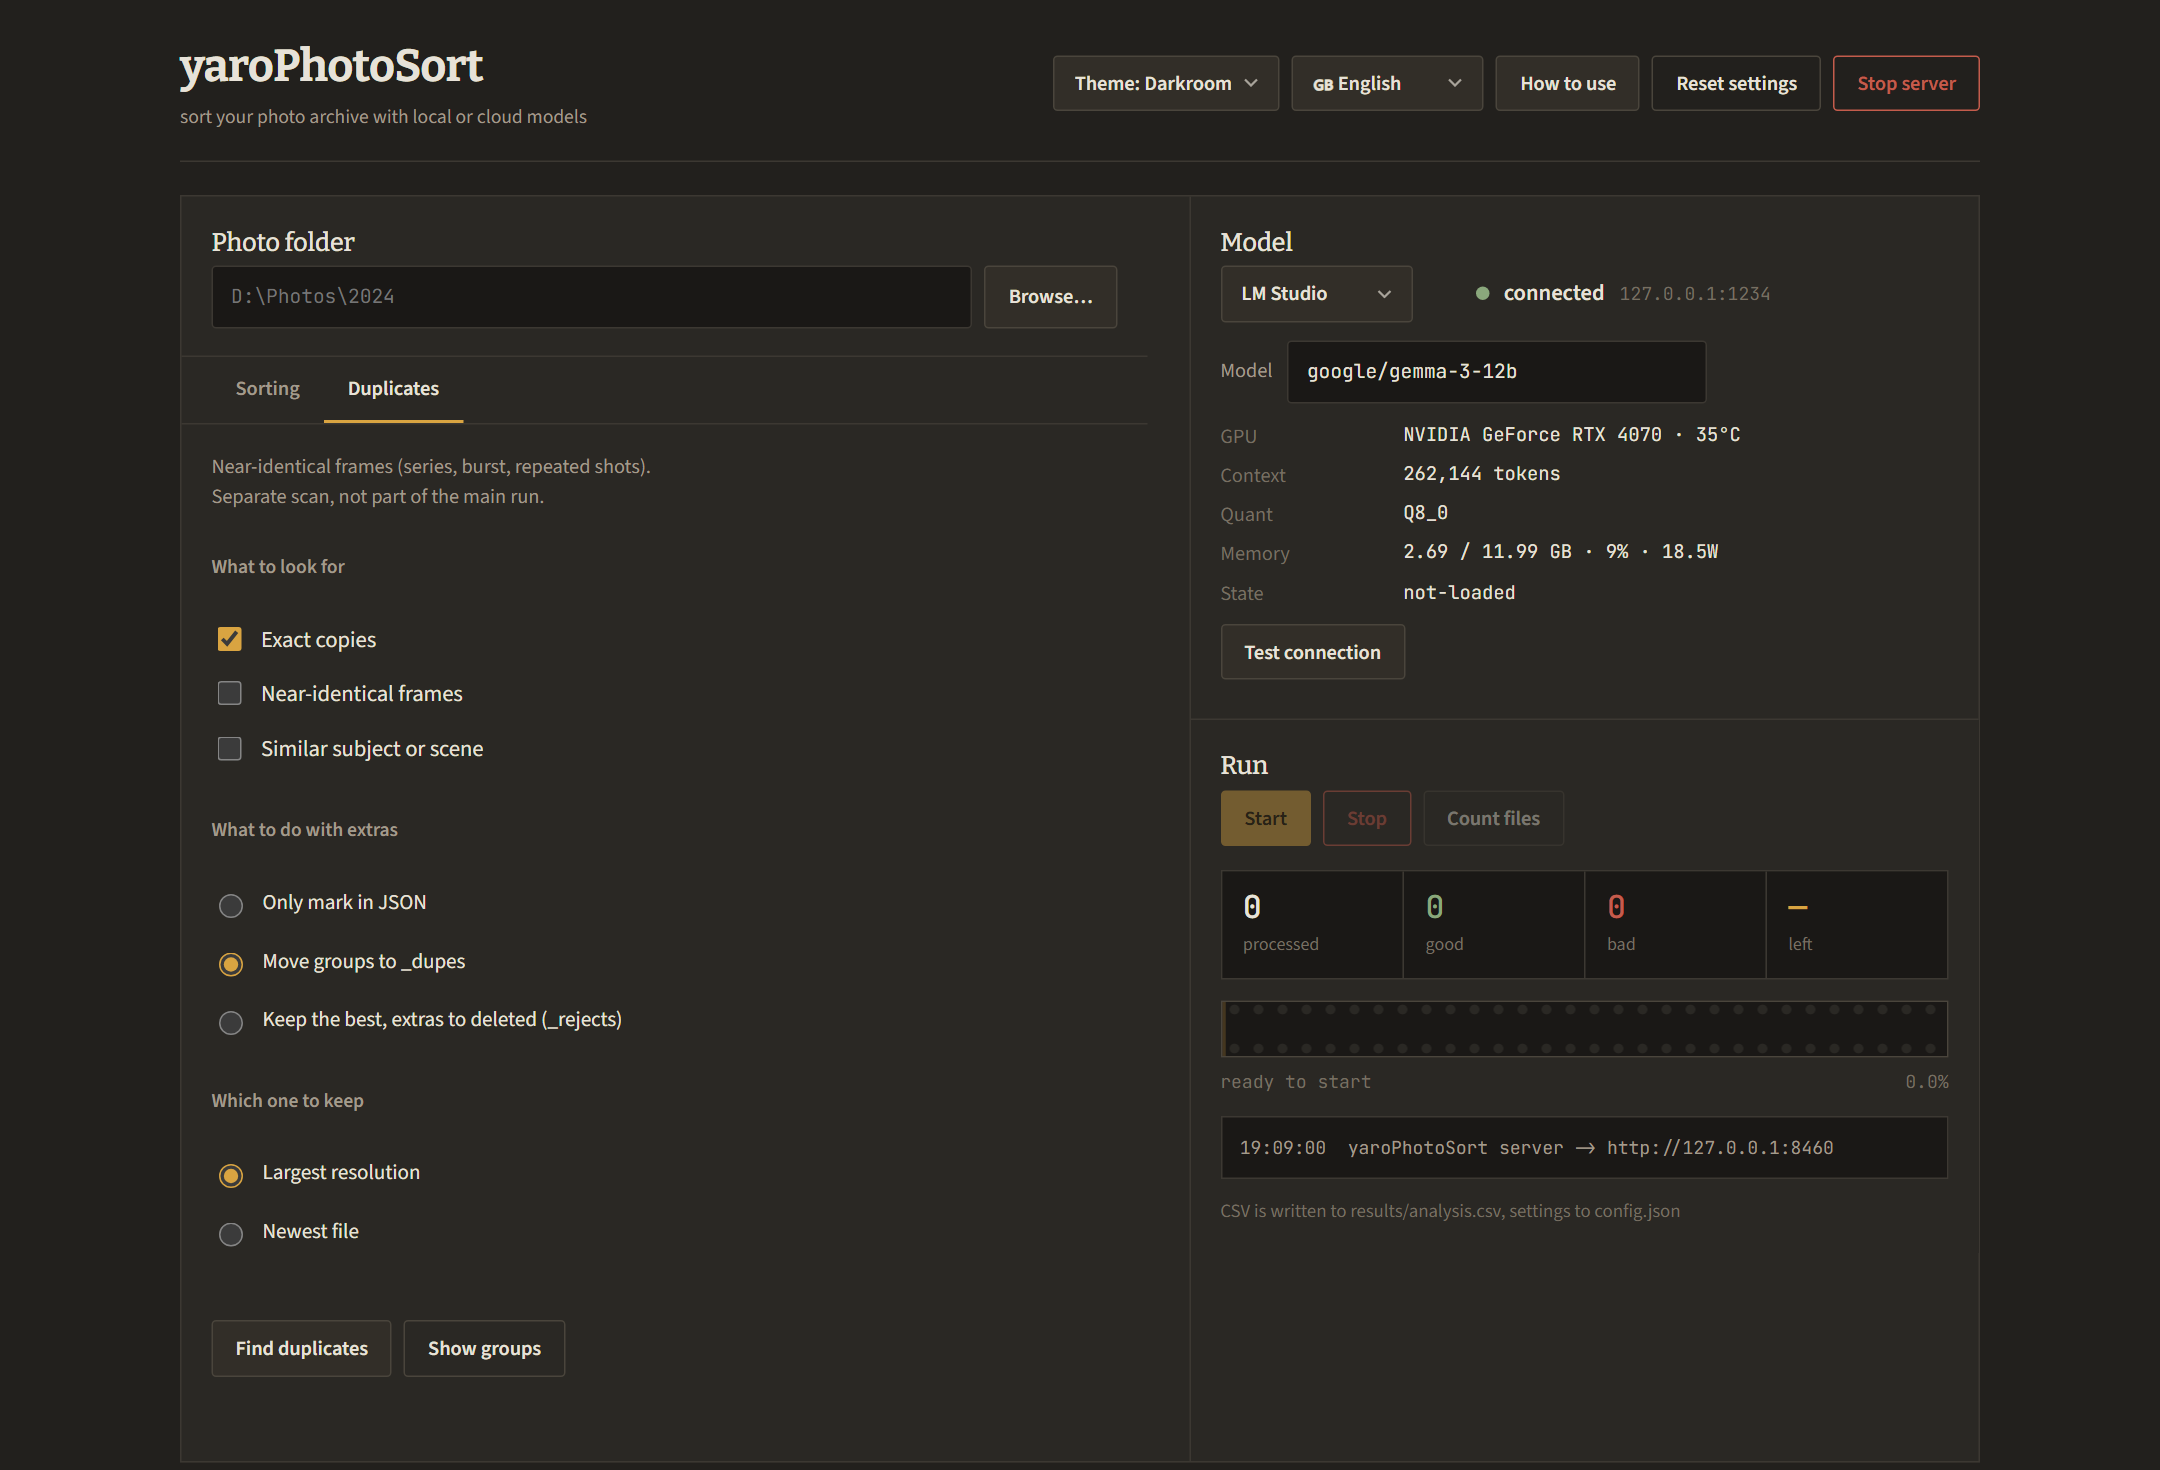 yaroPhotoSort
sort your photo archive with local or cloud models
Theme: Darkroom
GB English
How to use
Reset settings
Stop server
Photo folder
D:\Photos\2024
Browse...
Sorting
Duplicates
Near-identical frames (series, burst, repeated shots).
Separate scan, not part of the main run.
What to look for
Exact copies
Near-identical frames
Similar subject or scene
What to do with extras
Only mark in JSON
Move groups to _dupes
Keep the best, extras to deleted (_rejects)
Which one to keep
Largest resolution
Newest file
Find duplicates
Show groups
Model
LM Studio
connected 127.0.0.1:1234
Model google/gemma-3-12b
GPU NVIDIA GeForce RTX 4070 · 35°C
Context 262,144 tokens
Quant Q8_0
Memory 2.69 / 11.99 GB · 9% · 18.5W
State not-loaded
Test connection
Run
Start
Stop
Count files
0 processed
0 good
0 bad
— left
ready to start 0.0%
19:09:00 yaroPhotoSort server → http://127.0.0.1:8460
CSV is written to results/analysis.csv, settings to config.json